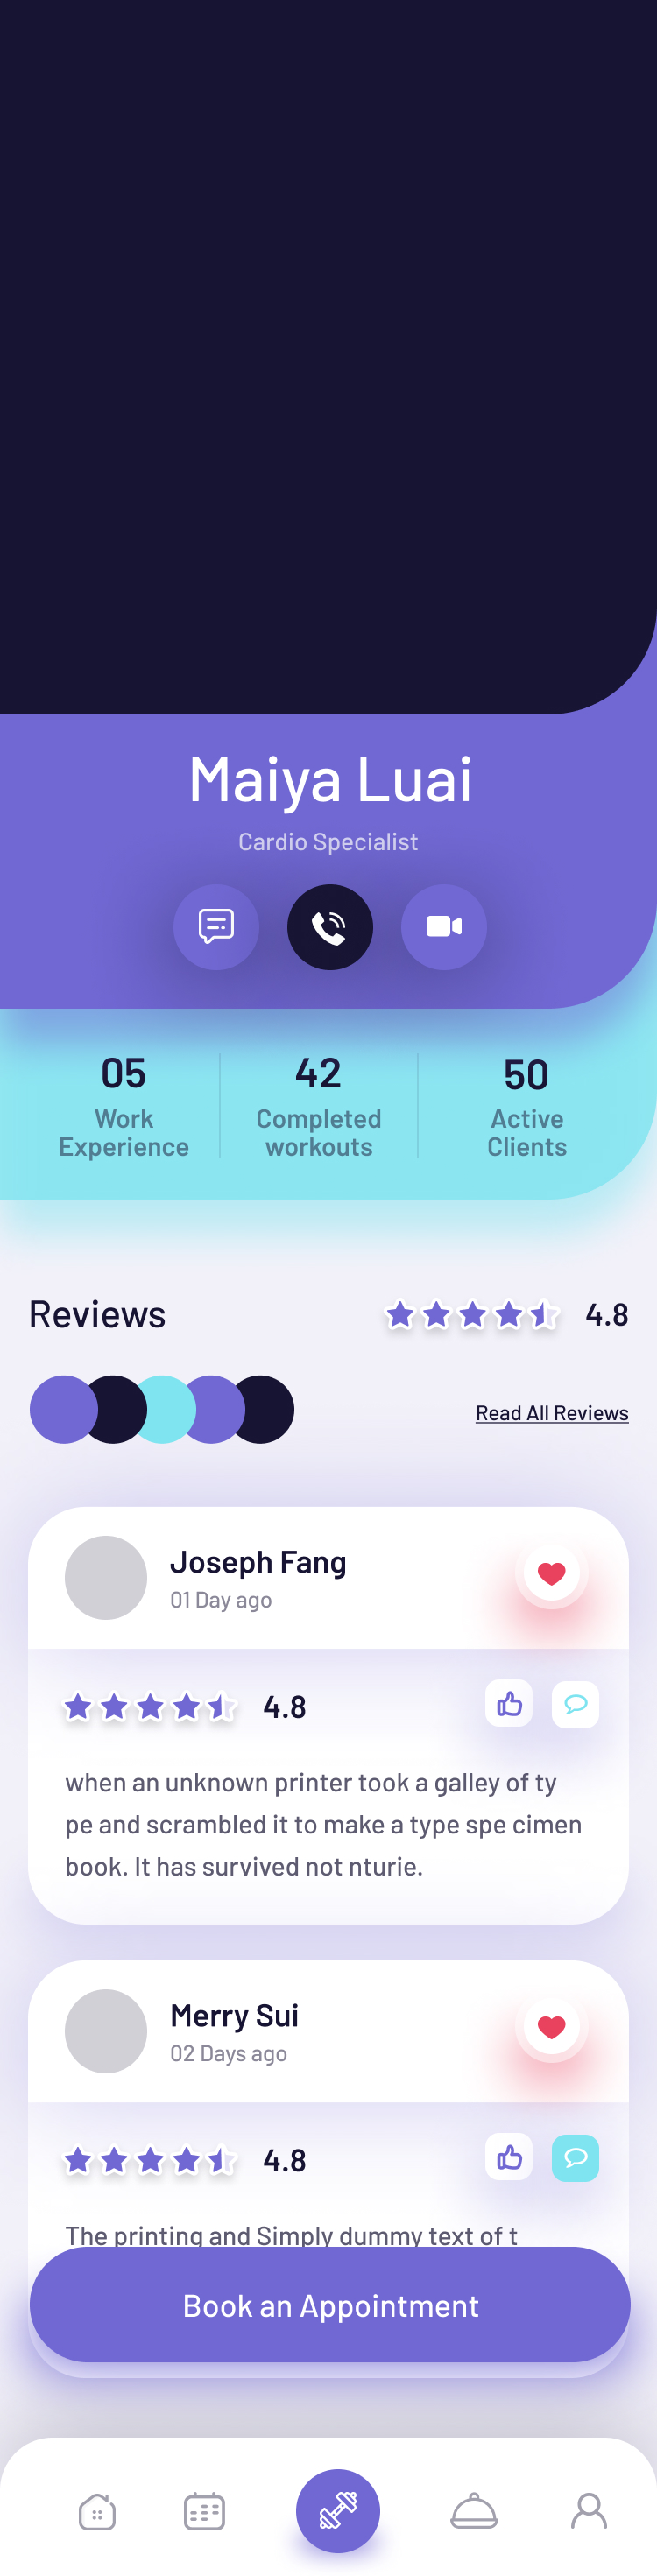 Maiya Luai
Cardio Specialist
05
Work
Experience
42
Completed
workouts
50
Active
Clients
Reviews
4.8
Read All Reviews
Joseph Fang
01 Day ago
4.8
when an unknown printer took a galley of ty
pe and scrambled it to make a type spe cimen
book. It has survived not nturie.
Merry Sui
02 Days ago
4.8
The printing and Simply dummy text of t
Book an Appointment